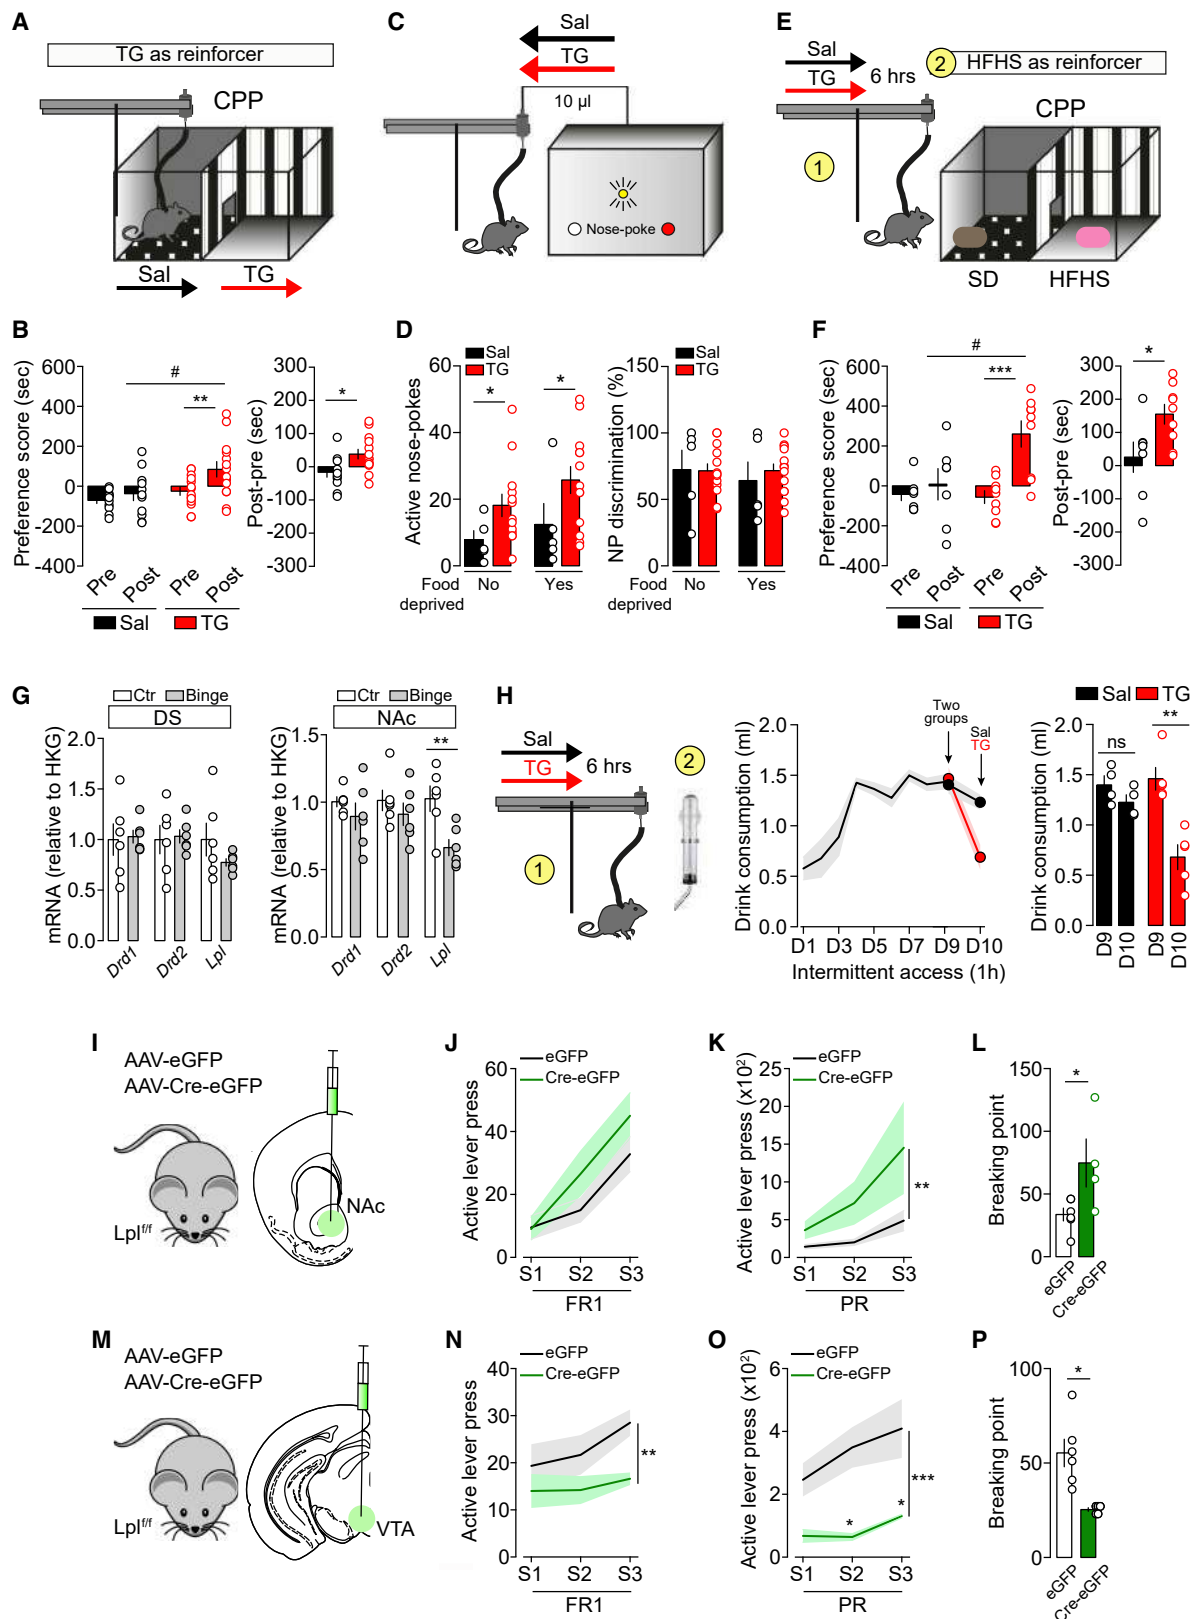 A
TG as reinforcer
CPP
Sal
TG
C
Sal
TG
10 µl
Nose-poke
E
Sal
TG
6 hrs
2
HFHS as reinforcer
CPP
1
SD
HFHS
B
Preference score (sec)
600
400
200
0
-200
-400
#
**
Pre
Post
Pre
Post
Sal
TG
Post-pre (sec)
300
200
100
0
-100
-200
-300
*
D
Active nose-pokes
60
40
20
0
Sal
TG
*
*
Food
deprived
No
Yes
NP discrimination (%)
150
100
50
0
Sal
TG
Food
deprived
No
Yes
F
Preference score (sec)
600
400
200
0
-200
-400
#
***
Pre
Post
Pre
Post
Sal
TG
Post-pre (sec)
300
200
100
0
-100
-200
-300
*
G
Ctr
Binge
DS
mRNA (relative to HKG)
2.0
1.5
1.0
0.5
0.0
Drd1
Drd2
Lpl
Ctr
Binge
NAc
mRNA (relative to HKG)
1.5
1.0
0.5
0.0
**
Drd1
Drd2
Lpl
H
Sal
TG
6 hrs
1
2
Drink consumption (ml)
2.0
1.5
1.0
0.5
0.0
Two
groups
Sal
TG
D1
D3
D5
D7
D9
D10
Intermittent access (1h)
Sal
TG
Drink consumption (ml)
2.0
1.5
1.0
0.5
0.0
ns
**
D9
D10
D9
D10
I
AAV-eGFP
AAV-Cre-eGFP
Lpl^f/f
NAc
J
Active lever press
60
40
20
0
eGFP
Cre-eGFP
S1
S2
S3
FR1
K
Active lever press (x10²)
25
20
15
10
5
0
eGFP
Cre-eGFP
**
S1
S2
S3
PR
L
Breaking point
150
100
50
0
*
eGFP
Cre-eGFP
M
AAV-eGFP
AAV-Cre-eGFP
Lpl^f/f
VTA
N
Active lever press
40
30
20
10
0
eGFP
Cre-eGFP
**
S1
S2
S3
FR1
O
Active lever press (x10²)
6
4
2
0
eGFP
Cre-eGFP
*
*
***
S1
S2
S3
PR
P
Breaking point
100
50
0
*
eGFP
Cre-eGFP